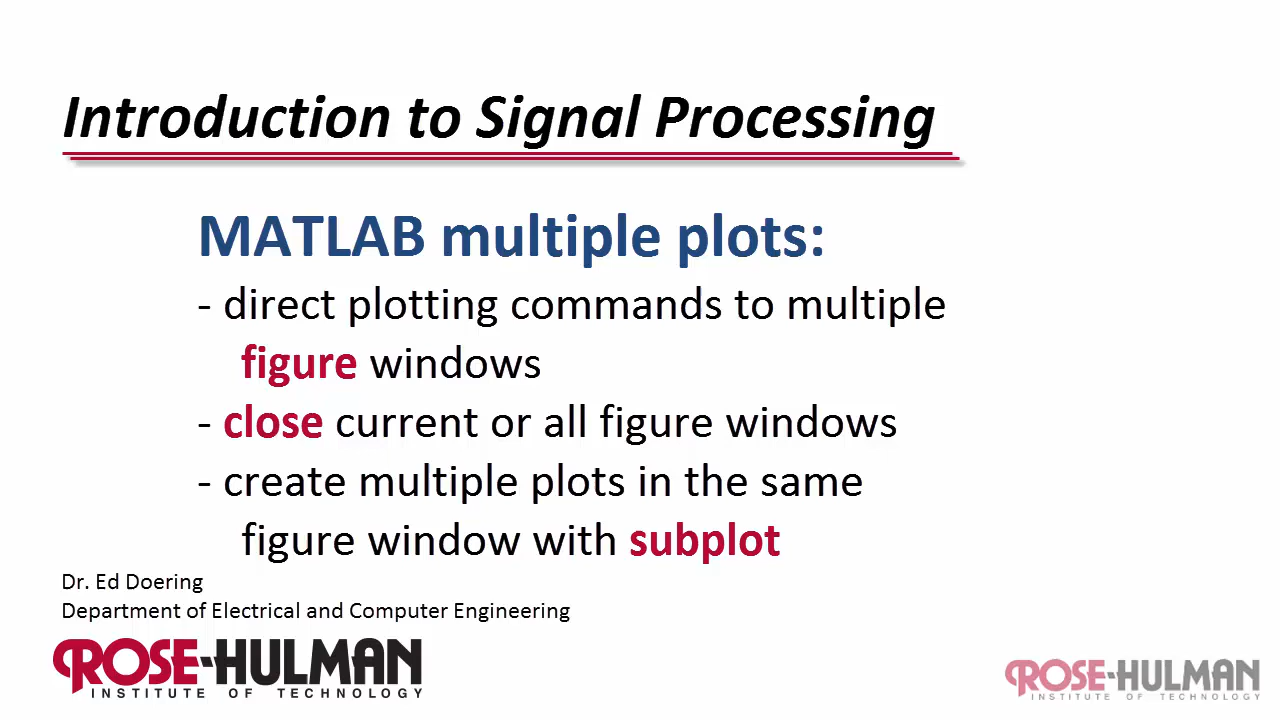 Introduction to Signal Processing
MATLAB multiple plots:
- direct plotting commands to multiple
figure windows
- close current or all figure windows
- create multiple plots in the same
figure window with subplot
Dr. Ed Doering
Department of Electrical and Computer Engineering
ROSE-HULMAN
INSTITUTE OF TECHNOLOGY
ROSE-HULMAN
INSTITUTE OF TECHNOLOGY